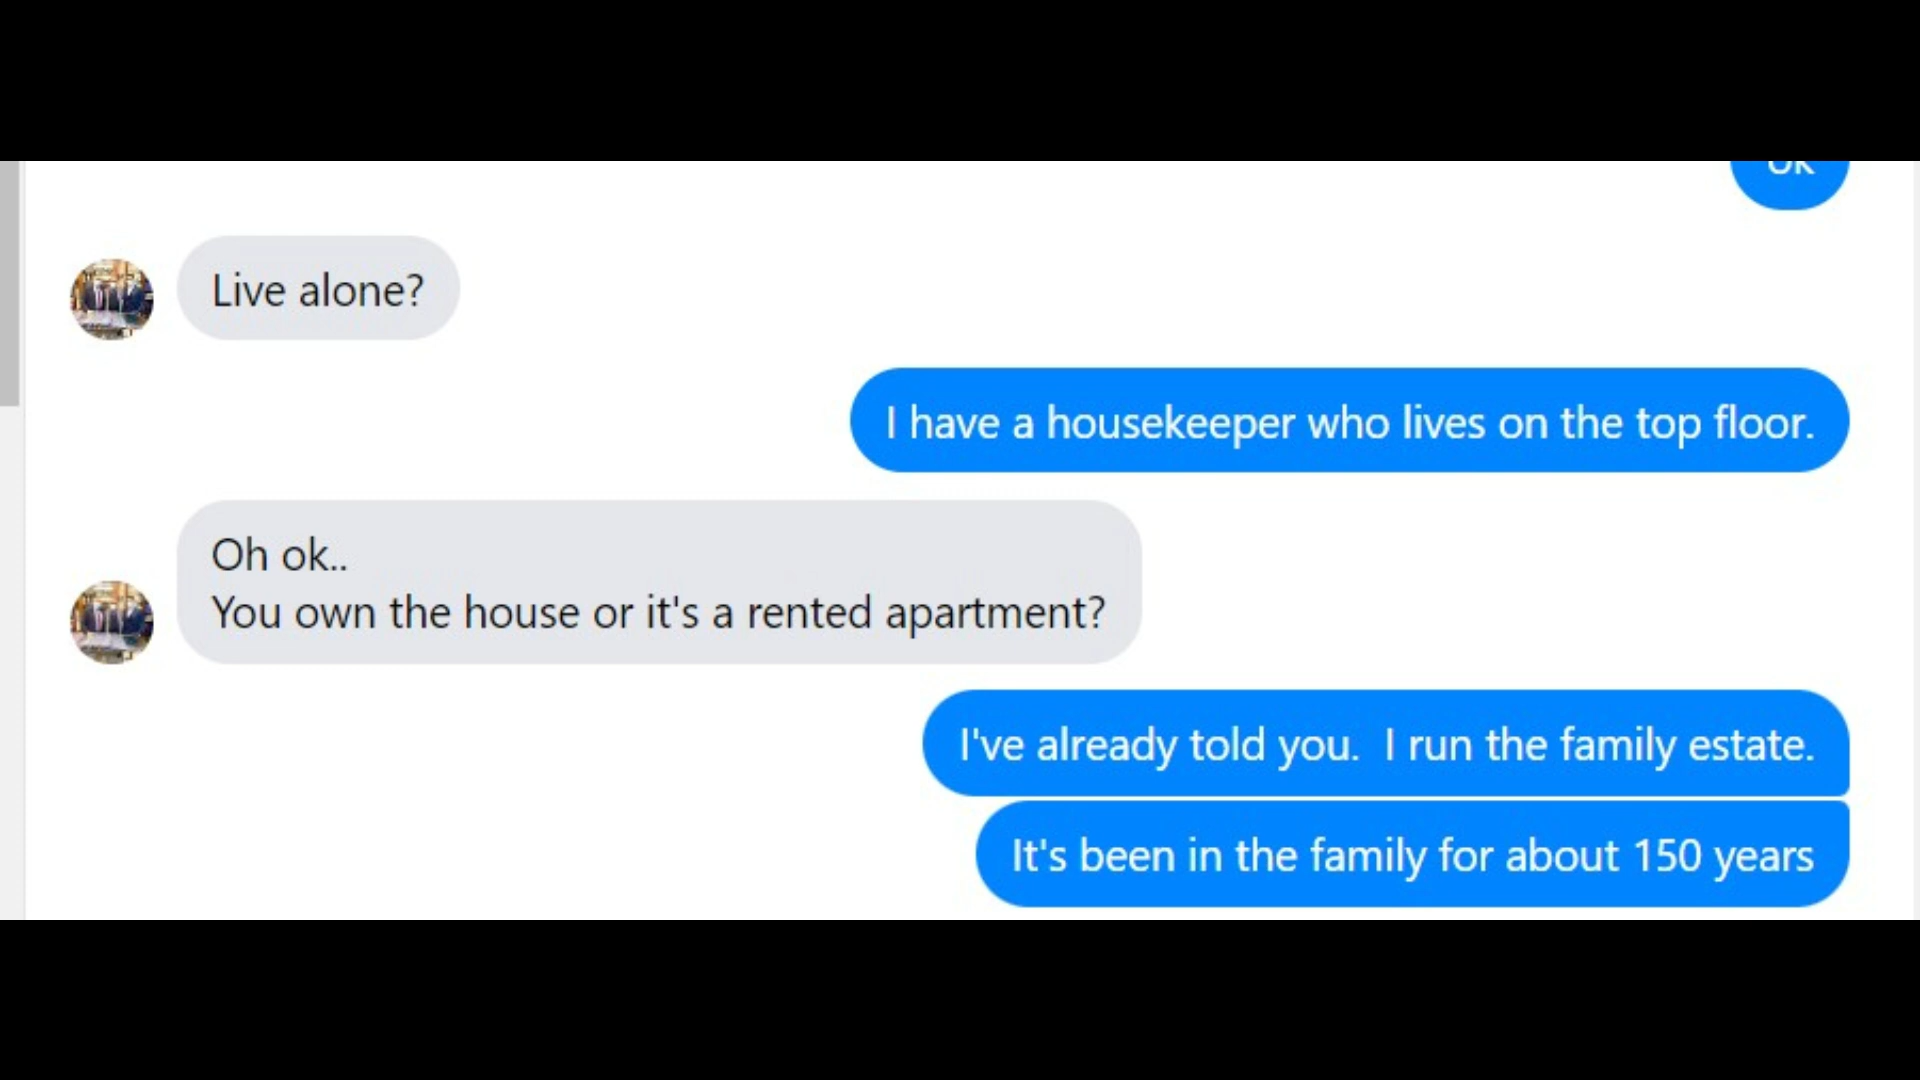 ok
Live alone?
I have a housekeeper who lives on the top floor.
Oh ok..
You own the house or it's a rented apartment?
I've already told you.  I run the family estate.
It's been in the family for about 150 years